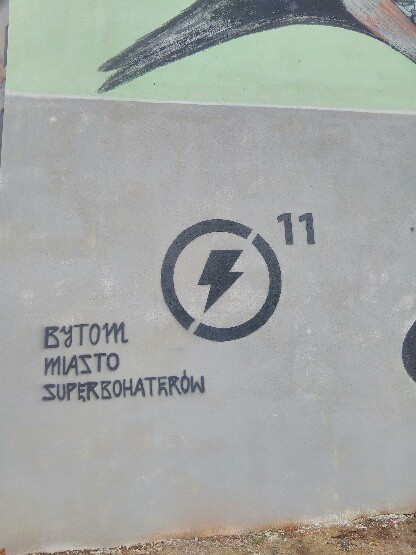 11
BYTOM
MIASTO
SUPERBOHATERÓW